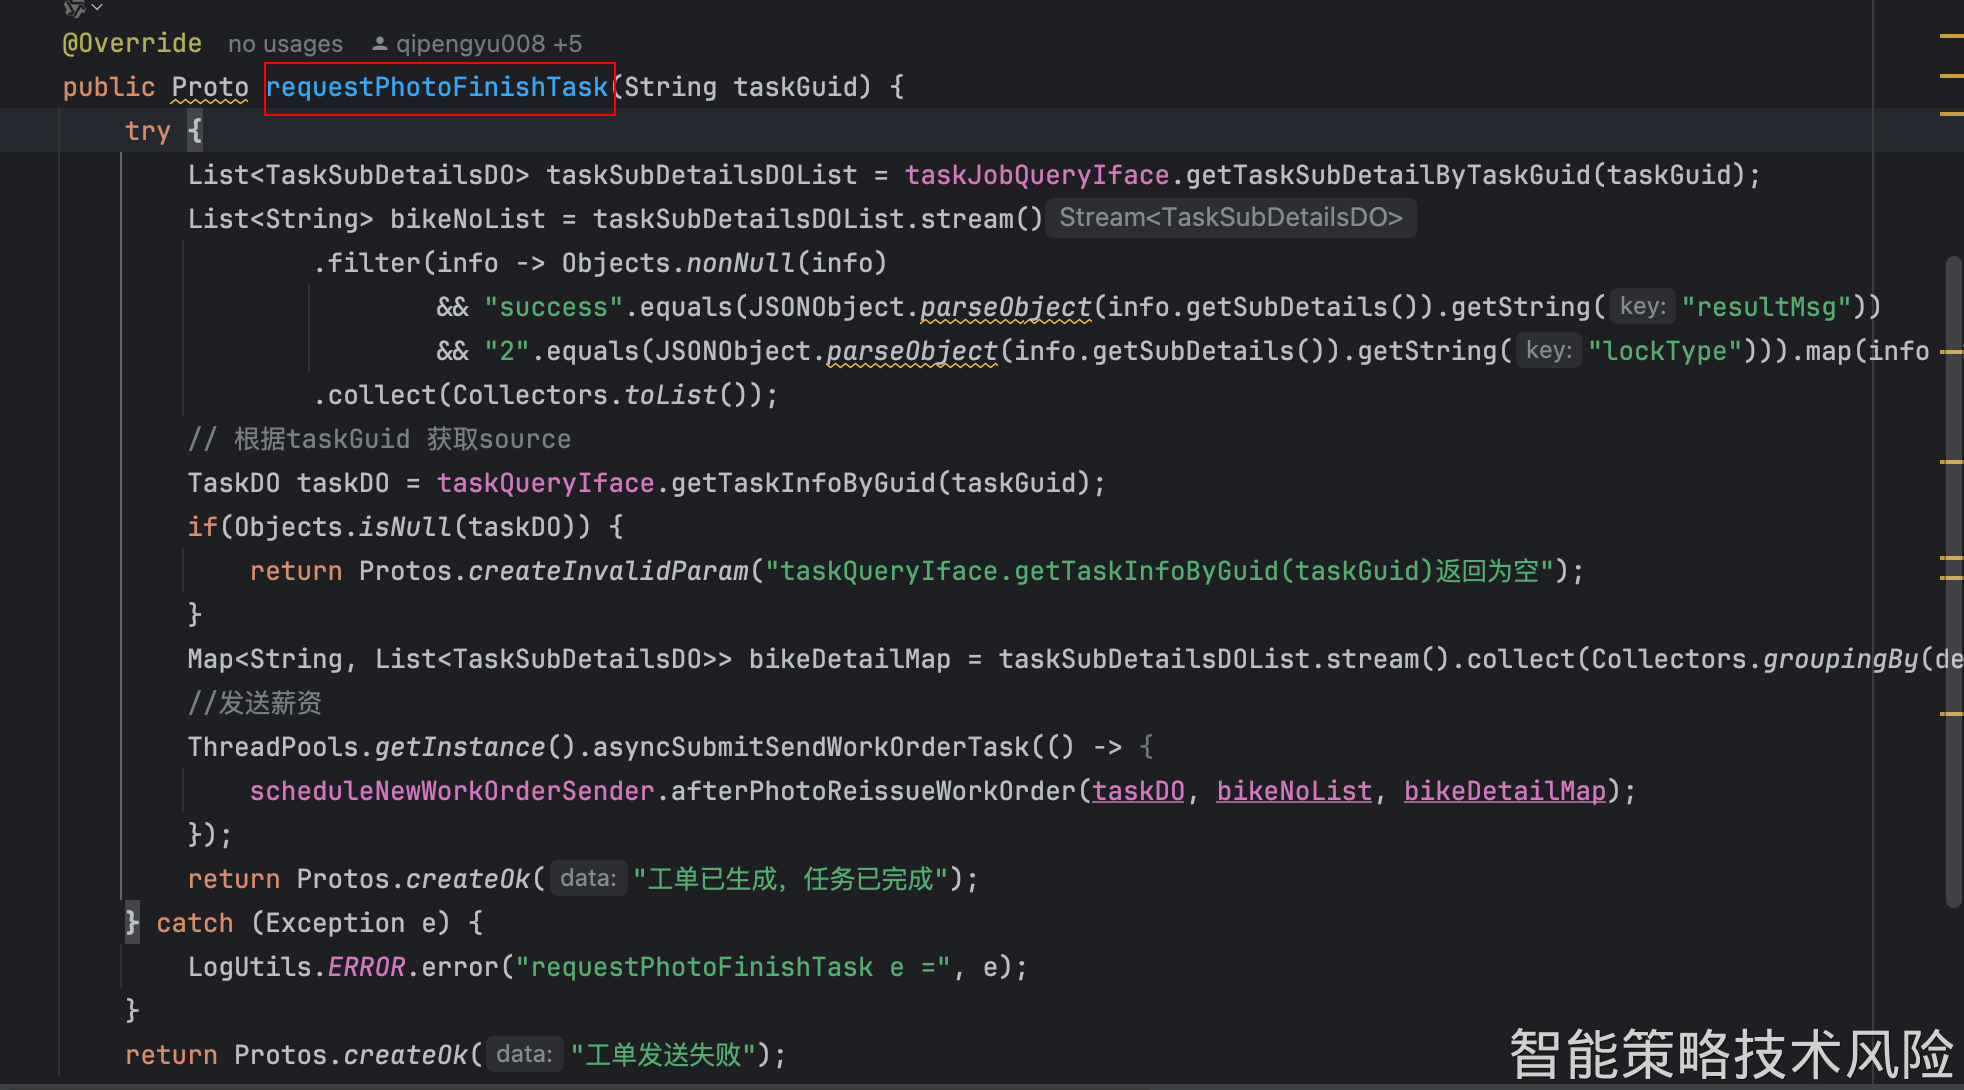 @Override no usages qipengyu008 +5
public Proto requestPhotoFinishTask(String taskGuid) {
try {
List<TaskSubDetailsDO> taskSubDetailsDOList = taskJobQueryIface.getTaskSubDetailByTaskGuid(taskGuid);
List<String> bikeNoList = taskSubDetailsDOList.stream() Stream<TaskSubDetailsDO>
.filter(info -> Objects.nonNull(info)
&& "success".equals(JSONObject.parseObject(info.getSubDetails()).getString( key: "resultMsg"))
&& "2".equals(JSONObject.parseObject(info.getSubDetails()).getString( key: "lockType"))).map(info
.collect(Collectors.toList());
// 根据taskGuid 获取source
TaskDO taskDO = taskQueryIface.getTaskInfoByGuid(taskGuid);
if(Objects.isNull(taskDO)) {
return Protos.createInvalidParam("taskQueryIface.getTaskInfoByGuid(taskGuid)返回为空");
}
Map<String, List<TaskSubDetailsDO>> bikeDetailMap = taskSubDetailsDOList.stream().collect(Collectors.groupingBy(de
//发送薪资
ThreadPools.getInstance().asyncSubmitSendWorkOrderTask(() -> {
scheduleNewWorkOrderSender.afterPhotoReissueWorkOrder(taskDO, bikeNoList, bikeDetailMap);
});
return Protos.createOk( data: "工单已生成，任务已完成");
} catch (Exception e) {
LogUtils.ERROR.error("requestPhotoFinishTask e =", e);
}
return Protos.createOk( data: "工单发送失败");
智能策略技术风险